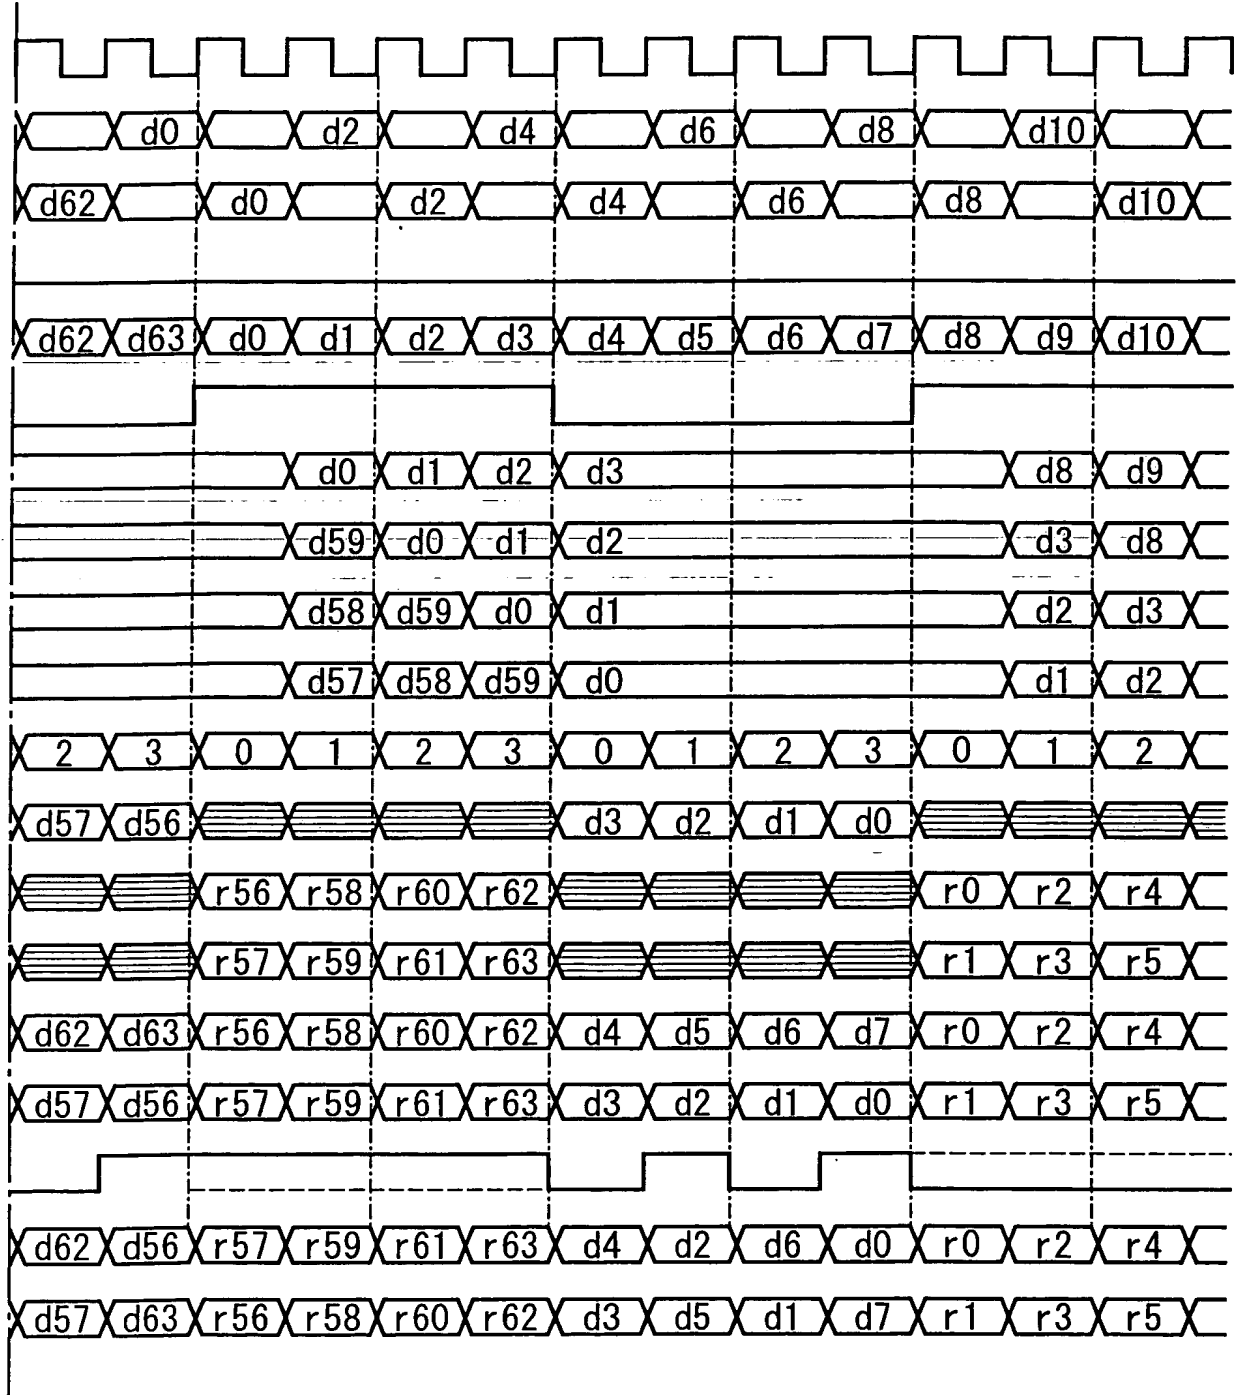 d0 d2 d4 d6 d8 d10
d62 d0 d2 d4 d6 d8 d10
d62 d63 d0 d1 d2 d3 d4 d5 d6 d7 d8 d9 d10
d0 d1 d2 d3 d8 d9
d59 d0 d1 d2 d3 d8
d58 d59 d0 d1 d2 d3
d57 d58 d59 d0 d1 d2
2 3 0 1 2 3 0 1 2 3 0 1 2
d57 d56 d3 d2 d1 d0
r56 r58 r60 r62 r0 r2 r4
r57 r59 r61 r63 r1 r3 r5
d62 d63 r56 r58 r60 r62 d4 d5 d6 d7 r0 r2 r4
d57 d56 r57 r59 r61 r63 d3 d2 d1 d0 r1 r3 r5
d62 d56 r57 r59 r61 r63 d4 d2 d6 d0 r0 r2 r4
d57 d63 r56 r58 r60 r62 d3 d5 d1 d7 r1 r3 r5